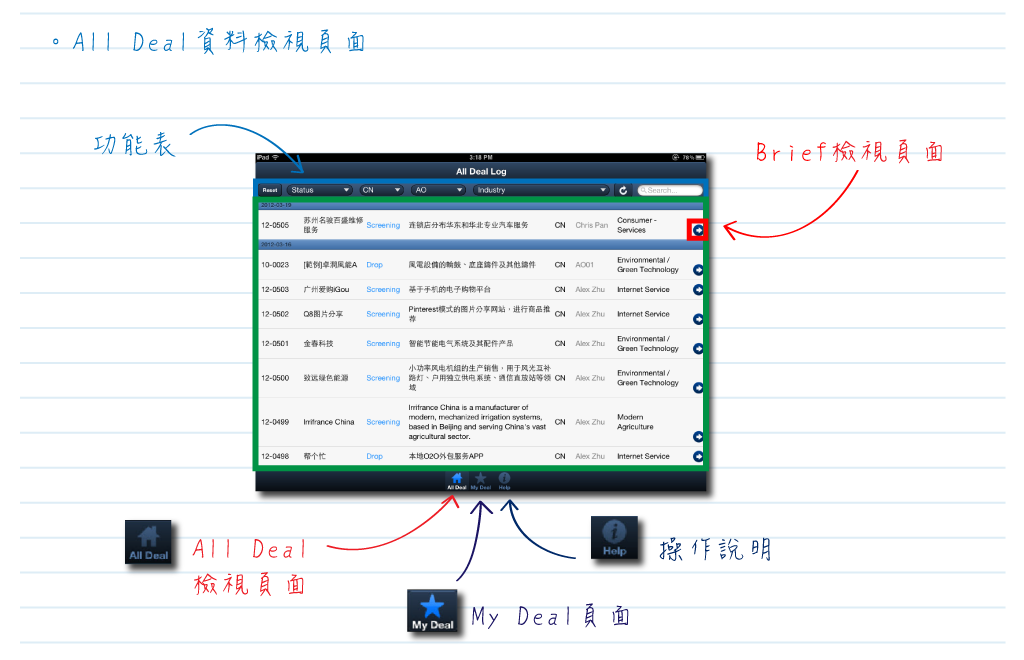 。All Deal資料檢視頁面
功能表
Brief檢視頁面
iPad 3:18 PM 78%
All Deal Log
Reset Status CN AO Industry Search...
2012-03-19
12-0505 苏州名骏百盛维修服务 Screening 连锁店分布华东和华北专业汽车服务 CN Chris Pan Consumer - Services
2012-03-16
10-0023 [範例]卓潤風能A Drop 風電設備的輪鼓、底座鑄件及其他鑄件 CN AO01 Environmental / Green Technology
12-0503 广州爱购iGou Screening 基于手机的电子购物平台 CN Alex Zhu Internet Service
12-0502 Q8图片分享 Screening Pinterest模式的图片分享网站，进行商品推荐 CN Alex Zhu Internet Service
12-0501 金春科技 Screening 智能节能电气系统及其配件产品 CN Alex Zhu Environmental / Green Technology
12-0500 致远绿色能源 Screening 小功率风电机组的生产销售，用于风光互补路灯、户用独立供电系统、通信直放站等领域 CN Alex Zhu Environmental / Green Technology
12-0499 Irrifrance China Screening Irrifrance China is a manufacturer of modern, mechanized irrigation systems, based in Beijing and serving China's vast agricultural sector. CN Alex Zhu Modern Agriculture
12-0498 帮个忙 Drop 本地O2O外包服务APP CN Alex Zhu Internet Service
All Deal My Deal Help
All Deal
All Deal
檢視頁面
Help
操作說明
My Deal
My Deal頁面